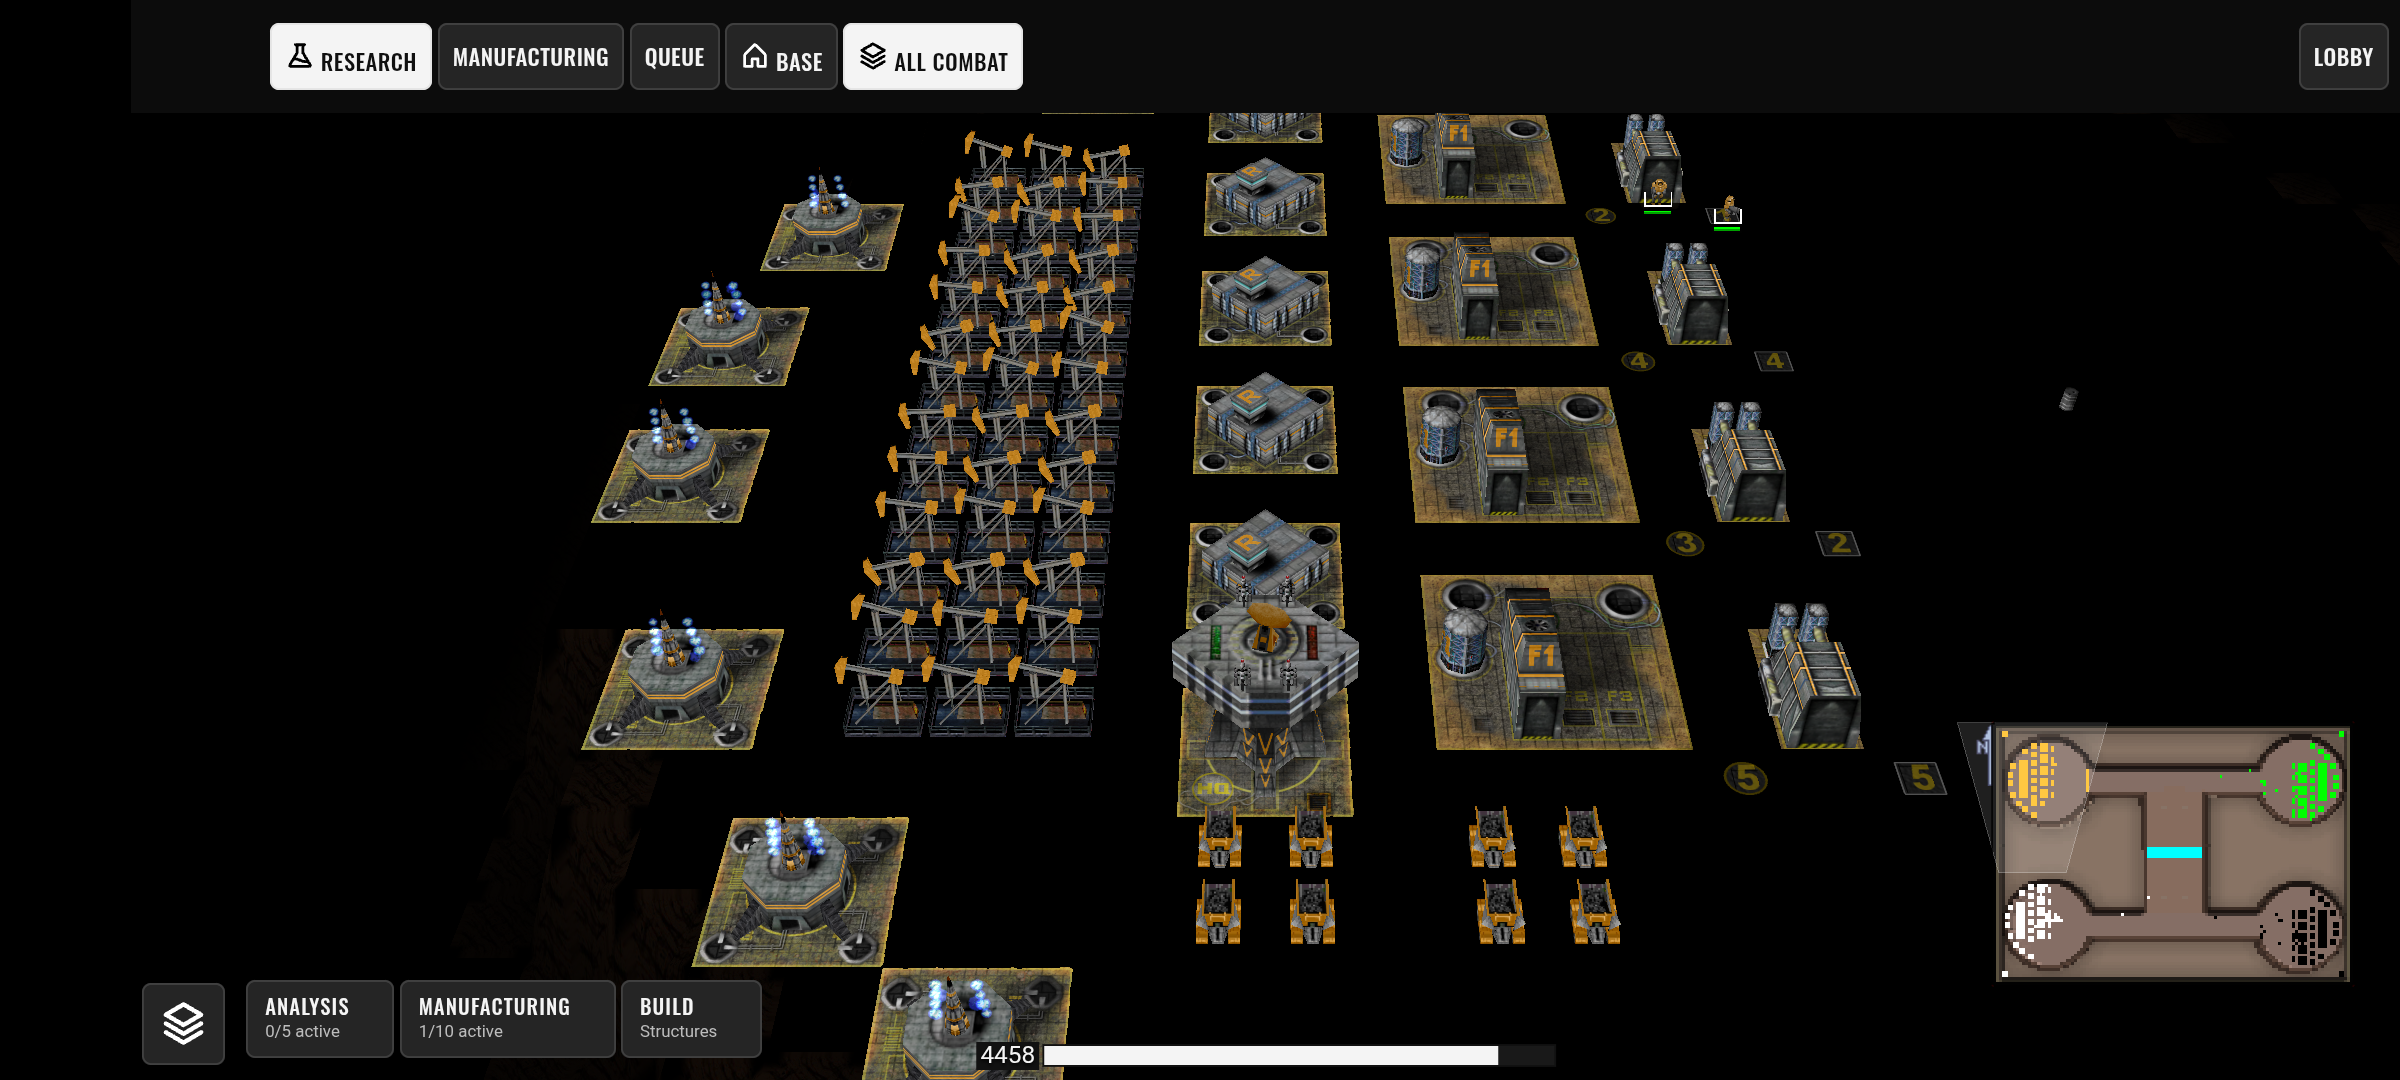 RESEARCH
MANUFACTURING
QUEUE
BASE
ALL COMBAT
LOBBY
F1
R
2
R
F1
4
4
R
F1
3
2
R
F1
5
5
HQ
N
ANALYSIS
0/5 active
MANUFACTURING
1/10 active
BUILD
Structures
4458